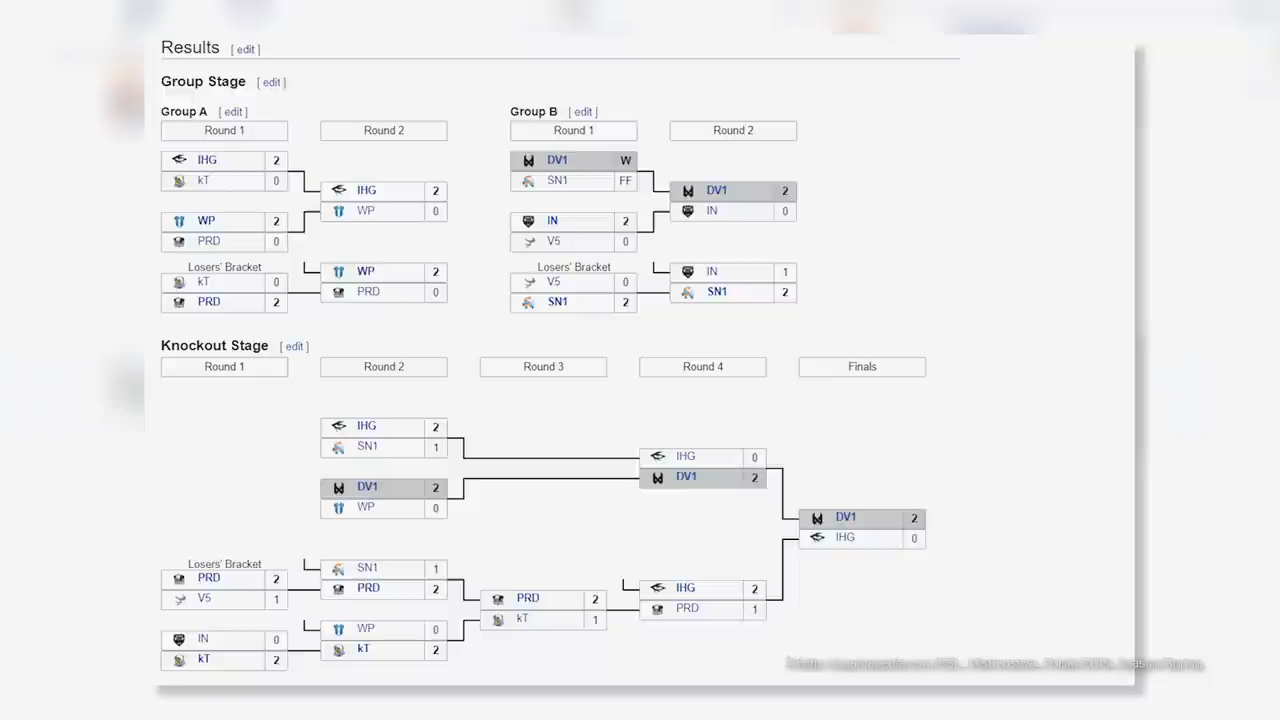 Results [ edit ]
Group Stage [ edit ]
Group A [ edit ]
Round 1 Round 2
IHG 2
kT 0
WP 2
PRD 0
Losers' Bracket
kT 0
PRD 2
IHG 2
WP 0
WP 2
PRD 0
Group B [ edit ]
Round 1 Round 2
DV1 W
SN1 FF
IN 2
V5 0
Losers' Bracket
V5 0
SN1 2
DV1 2
IN 0
IN 1
SN1 2
Knockout Stage [ edit ]
Round 1 Round 2 Round 3 Round 4 Finals
Losers' Bracket
PRD 2
V5 1
IN 0
kT 2
IHG 2
SN1 1
DV1 2
WP 0
SN1 1
PRD 2
WP 0
kT 2
PRD 2
kT 1
IHG 0
DV1 2
IHG 2
PRD 1
DV1 2
IHG 0